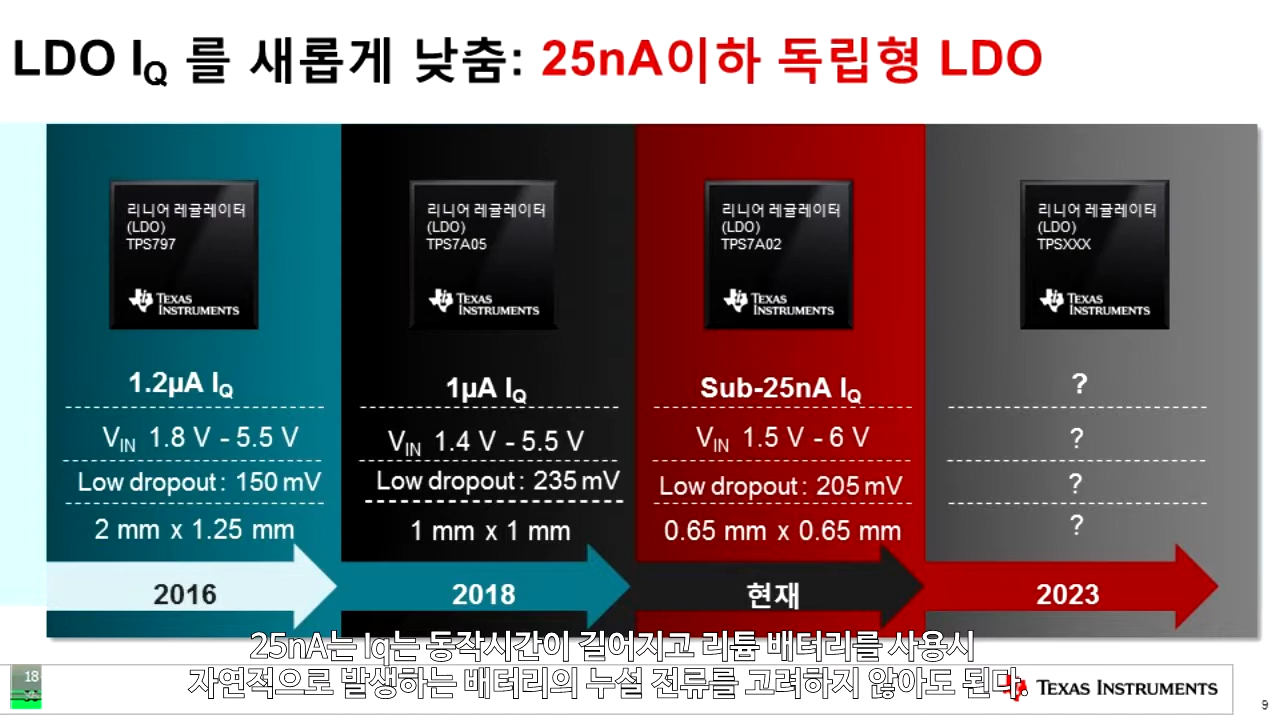 LDO IQ 를 새롭게 낮춤: 25nA이하 독립형 LDO
리니어 레귤레이터
(LDO)
TPS797
TEXAS
INSTRUMENTS
1.2µA IQ
VIN 1.8 V - 5.5 V
Low dropout: 150 mV
2 mm x 1.25 mm
2016
리니어 레귤레이터
(LDO)
TPS7A05
TEXAS
INSTRUMENTS
1µA IQ
VIN 1.4 V - 5.5 V
Low dropout: 235 mV
1 mm x 1 mm
2018
리니어 레귤레이터
(LDO)
TPS7A02
TEXAS
INSTRUMENTS
Sub-25nA IQ
VIN 1.5 V - 6 V
Low dropout: 205 mV
0.65 mm x 0.65 mm
현재
리니어 레귤레이터
(LDO)
TPSXXX
TEXAS
INSTRUMENTS
?
?
?
?
2023
25nA는 Iq는 동작시간이 길어지고 리튬 배터리를 사용시
자연적으로 발생하는 배터리의 누설 전류를 고려하지 않아도 된다.
18
TEXAS INSTRUMENTS
9